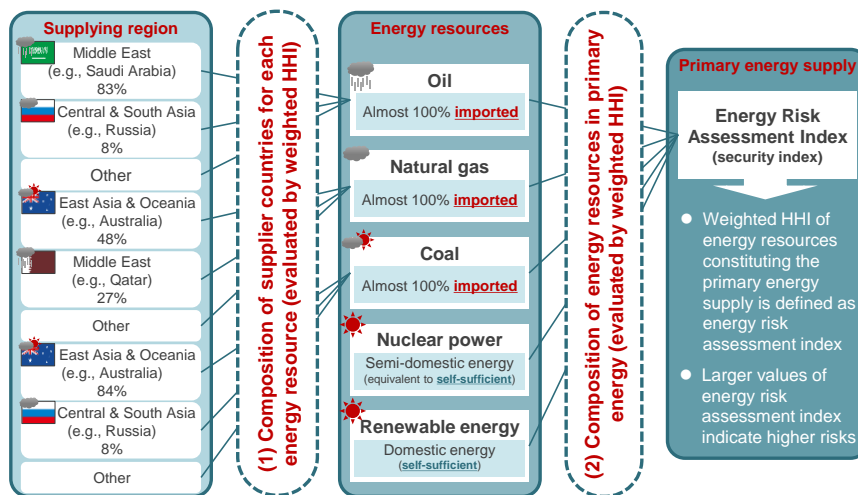 Supplying region
Middle East
(e.g., Saudi Arabia)
83%
Central & South Asia
(e.g., Russia)
8%
Other
East Asia & Oceania
(e.g., Australia)
48%
Middle East
(e.g., Qatar)
27%
Other
East Asia & Oceania
(e.g., Australia)
84%
Central & South Asia
(e.g., Russia)
8%
Other
(1) Composition of supplier countries for each
energy resource (evaluated by weighted HHI)
Energy resources
Oil
Almost 100% imported
Natural gas
Almost 100% imported
Coal
Almost 100% imported
Nuclear power
Semi-domestic energy
(equivalent to self-sufficient)
Renewable energy
Domestic energy
(self-sufficient)
(2) Composition of energy resources in primary
energy (evaluated by weighted HHI)
Primary energy supply
Energy Risk
Assessment Index
(security index)
Weighted HHI of
energy resources
constituting the
primary energy
supply is defined as
energy risk
assessment index
Larger values of
energy risk
assessment index
indicate higher risks